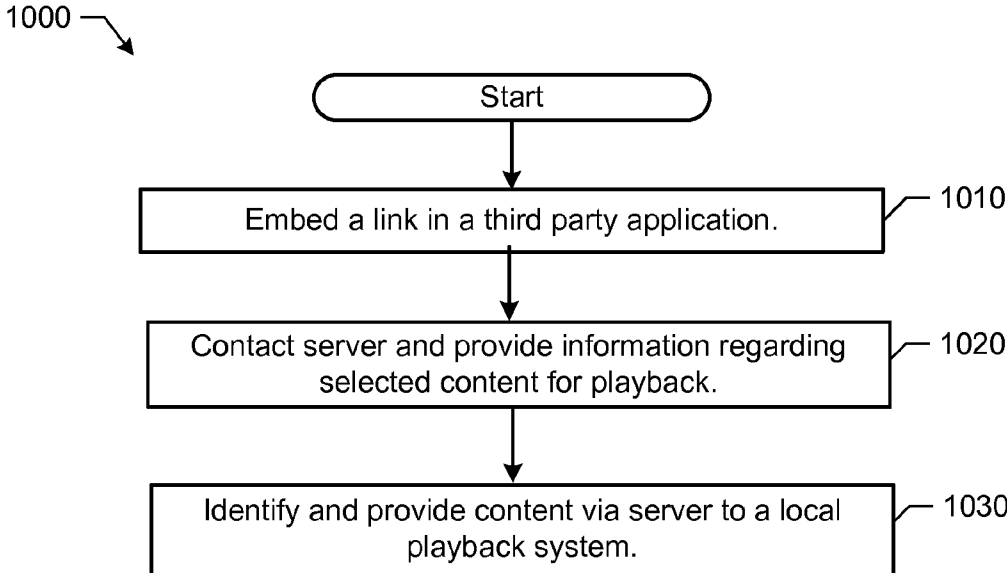 1000
Start
Embed a link in a third party application.
1010
Contact server and provide information regarding
selected content for playback.
1020
Identify and provide content via server to a local
playback system.
1030